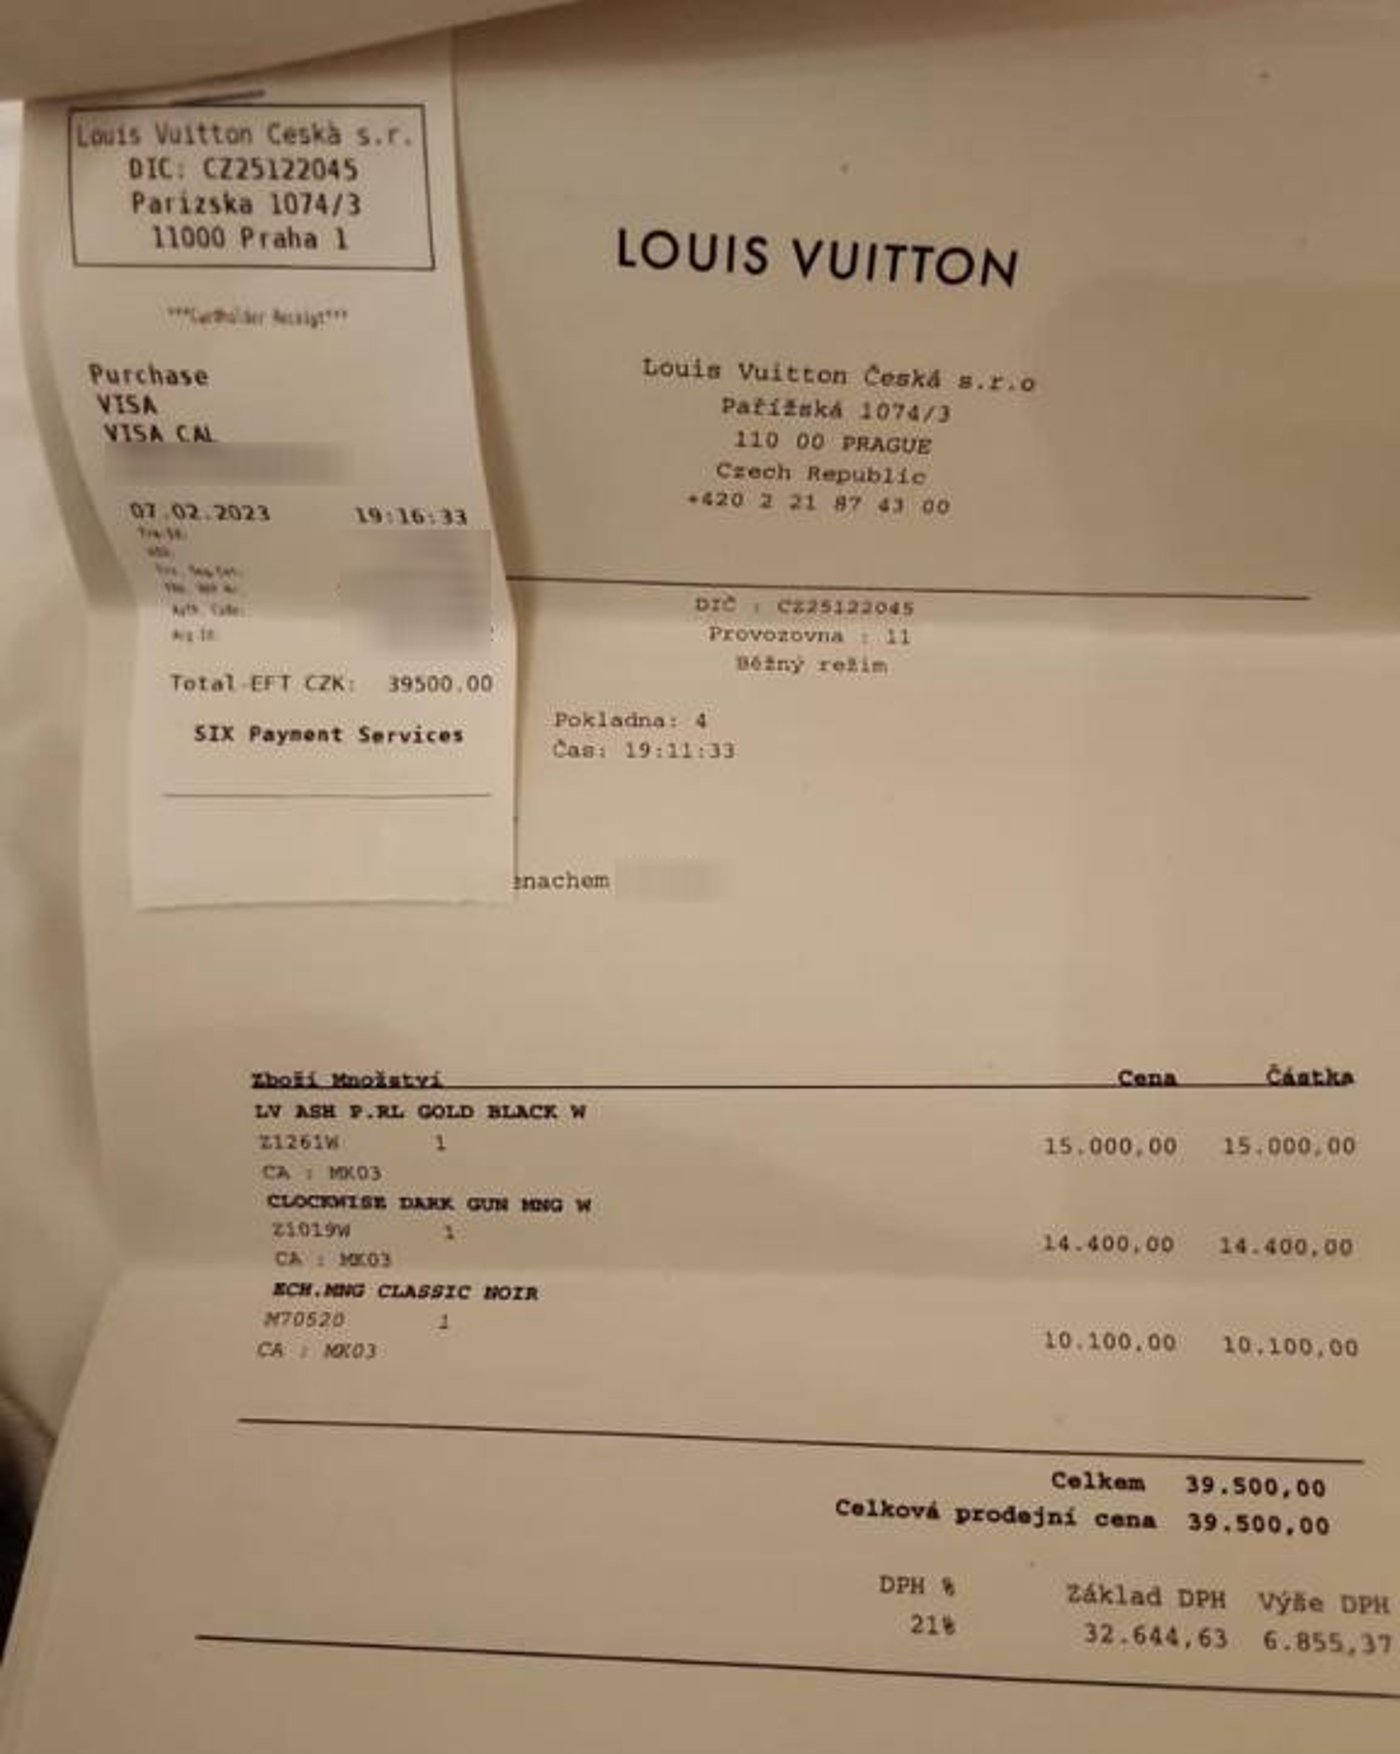 Louis Vuitton Ceskà s.r.
DIC: CZ25122045
Parizska 1074/3
11000 Praha 1
***Cardholder Receipt***
Purchase
VISA
VISA CAL
07.02.2023 19:16:33
Auth. Code:
Total-EFT CZK: 39500.00
SIX Payment Services
LOUIS VUITTON
Louis Vuitton Česká s.r.o
Pařížská 1074/3
110 00 PRAGUE
Czech Republic
+420 2 21 87 43 00
DIČ : CZ25122045
Provozovna : 11
Běžný režim
Pokladna: 4
Čas: 19:11:33
enachem
Zboží Množství Cena Částka
LV ASH P.RL GOLD BLACK W
Z1261W 1 15.000,00 15.000,00
CA : MK03
CLOCKWISE DARK GUN MNG W
Z1019W 1 14.400,00 14.400,00
CA : MK03
ECH.MNG CLASSIC NOIR
M70520 1 10.100,00 10.100,00
CA : MK03
Celkem 39.500,00
Celková prodejní cena 39.500,00
DPH % Základ DPH Výše DPH
21% 32.644,63 6.855,37